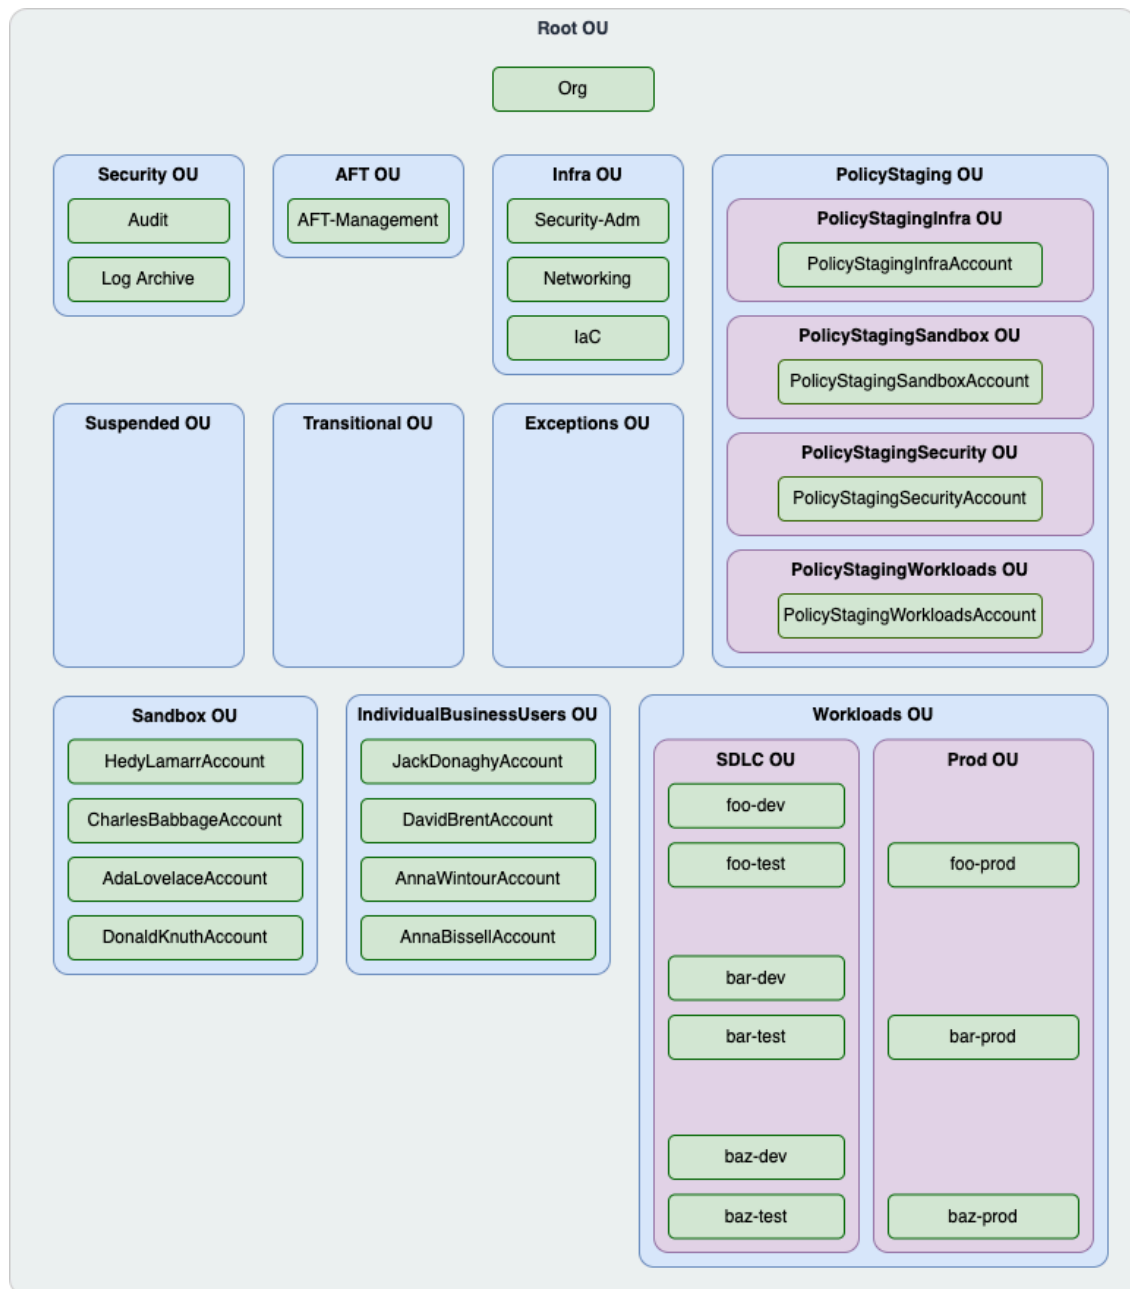 Root OU
Org
Security OU
Audit
Log Archive
AFT OU
AFT-Management
Infra OU
Security-Adm
Networking
IaC
PolicyStaging OU
PolicyStagingInfra OU
PolicyStagingInfraAccount
PolicyStagingSandbox OU
PolicyStagingSandboxAccount
PolicyStagingSecurity OU
PolicyStagingSecurityAccount
PolicyStagingWorkloads OU
PolicyStagingWorkloadsAccount
Suspended OU
Transitional OU
Exceptions OU
Sandbox OU
HedyLamarrAccount
CharlesBabbageAccount
AdaLovelaceAccount
DonaldKnuthAccount
IndividualBusinessUsers OU
JackDonaghyAccount
DavidBrentAccount
AnnaWintourAccount
AnnaBissellAccount
Workloads OU
SDLC OU
foo-dev
foo-test
bar-dev
bar-test
baz-dev
baz-test
Prod OU
foo-prod
bar-prod
baz-prod